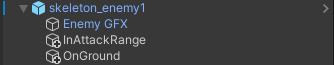 skeleton_enemy1
Enemy GFX
InAttackRange
OnGround